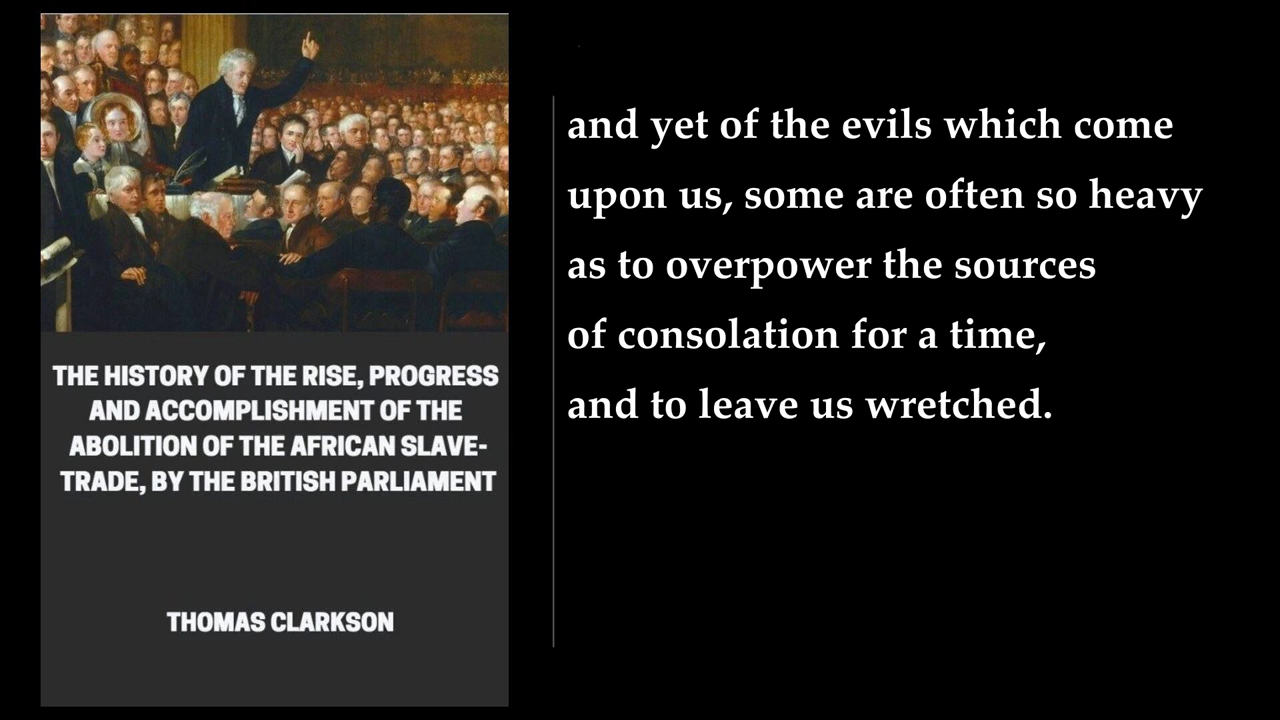 THE HISTORY OF THE RISE, PROGRESS
AND ACCOMPLISHMENT OF THE
ABOLITION OF THE AFRICAN SLAVE-
TRADE, BY THE BRITISH PARLIAMENT
THOMAS CLARKSON
and yet of the evils which come
upon us, some are often so heavy
as to overpower the sources
of consolation for a time,
and to leave us wretched.